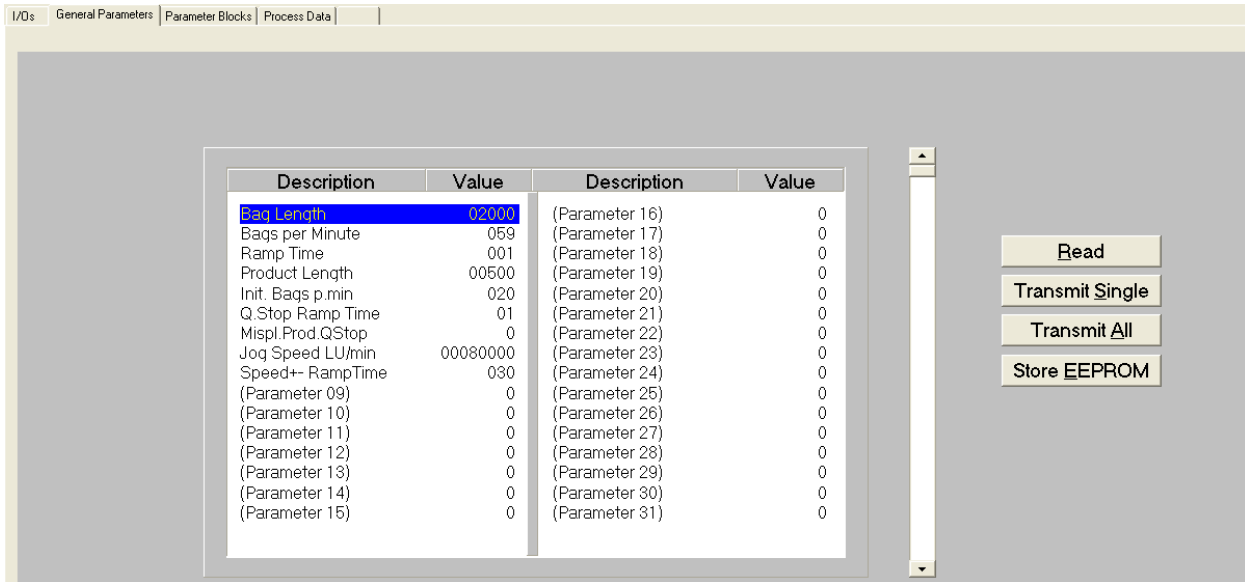 I/Os General Parameters Parameter Blocks Process Data
Description Value Description Value
Bag Length 02000 (Parameter 16) 0
Bags per Minute 059 (Parameter 17) 0
Ramp Time 001 (Parameter 18) 0
Product Length 00500 (Parameter 19) 0
Init. Bags p.min 020 (Parameter 20) 0
Q.Stop Ramp Time 01 (Parameter 21) 0
Mispl.Prod.QStop 0 (Parameter 22) 0
Jog Speed LU/min 00080000 (Parameter 23) 0
Speed+- RampTime 030 (Parameter 24) 0
(Parameter 09) 0 (Parameter 25) 0
(Parameter 10) 0 (Parameter 26) 0
(Parameter 11) 0 (Parameter 27) 0
(Parameter 12) 0 (Parameter 28) 0
(Parameter 13) 0 (Parameter 29) 0
(Parameter 14) 0 (Parameter 30) 0
(Parameter 15) 0 (Parameter 31) 0
Read
Transmit Single
Transmit All
Store EEPROM